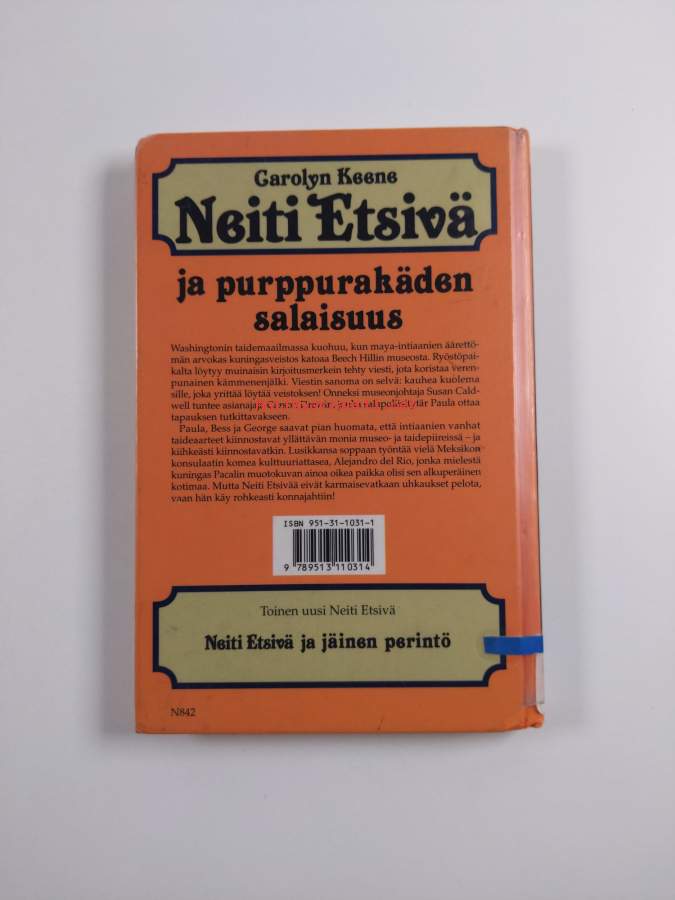 Carolyn Keene
Neiti Etsivä
ja purppurakäden
salaisuus
Washingtonin taidemaailmassa kuohuu, kun maya-intiaanien äärettö-
män arvokas kuningasveistos katoaa Beech Hillin museosta. Ryöstöpai-
kalta löytyy muinaisin kirjoitusmerkein tehty viesti, jota koristaa veren-
punainen kämmenenjälki. Viestin sanoma on selvä: kauhea kuolema
sille, joka yrittää löytää veistoksen! Onneksi museonjohtaja Susan Cald-
well tuntee asianajaja Drew'n, jonka salapoliisitytär Paula ottaa
tapauksen tutkittavakseen.
Paula, Bess ja George saavat pian huomata, että intiaanien vanhat
taideaarteet kiinnostavat yllättävän monia museo- ja taidepiireissä – ja
kiihkeästi kiinnostavatkin. Lusikkansa soppaan työntää vielä Meksikon
konsulaatin komea kulttuuriattasea, Alejandro del Rio, jonka mielestä
kuningas Pacalin muotokuvan ainoa oikea paikka olisi sen alkuperäinen
kotimaa. Mutta Neiti Etsivää eivät karmaisevatkaan uhkaukset pelota,
vaan hän käy rohkeasti konnajahtiin!
ISBN 951-31-1031-1
9 789513 110314
Toinen uusi Neiti Etsivä
Neiti Etsivä ja jäinen perintö
N842